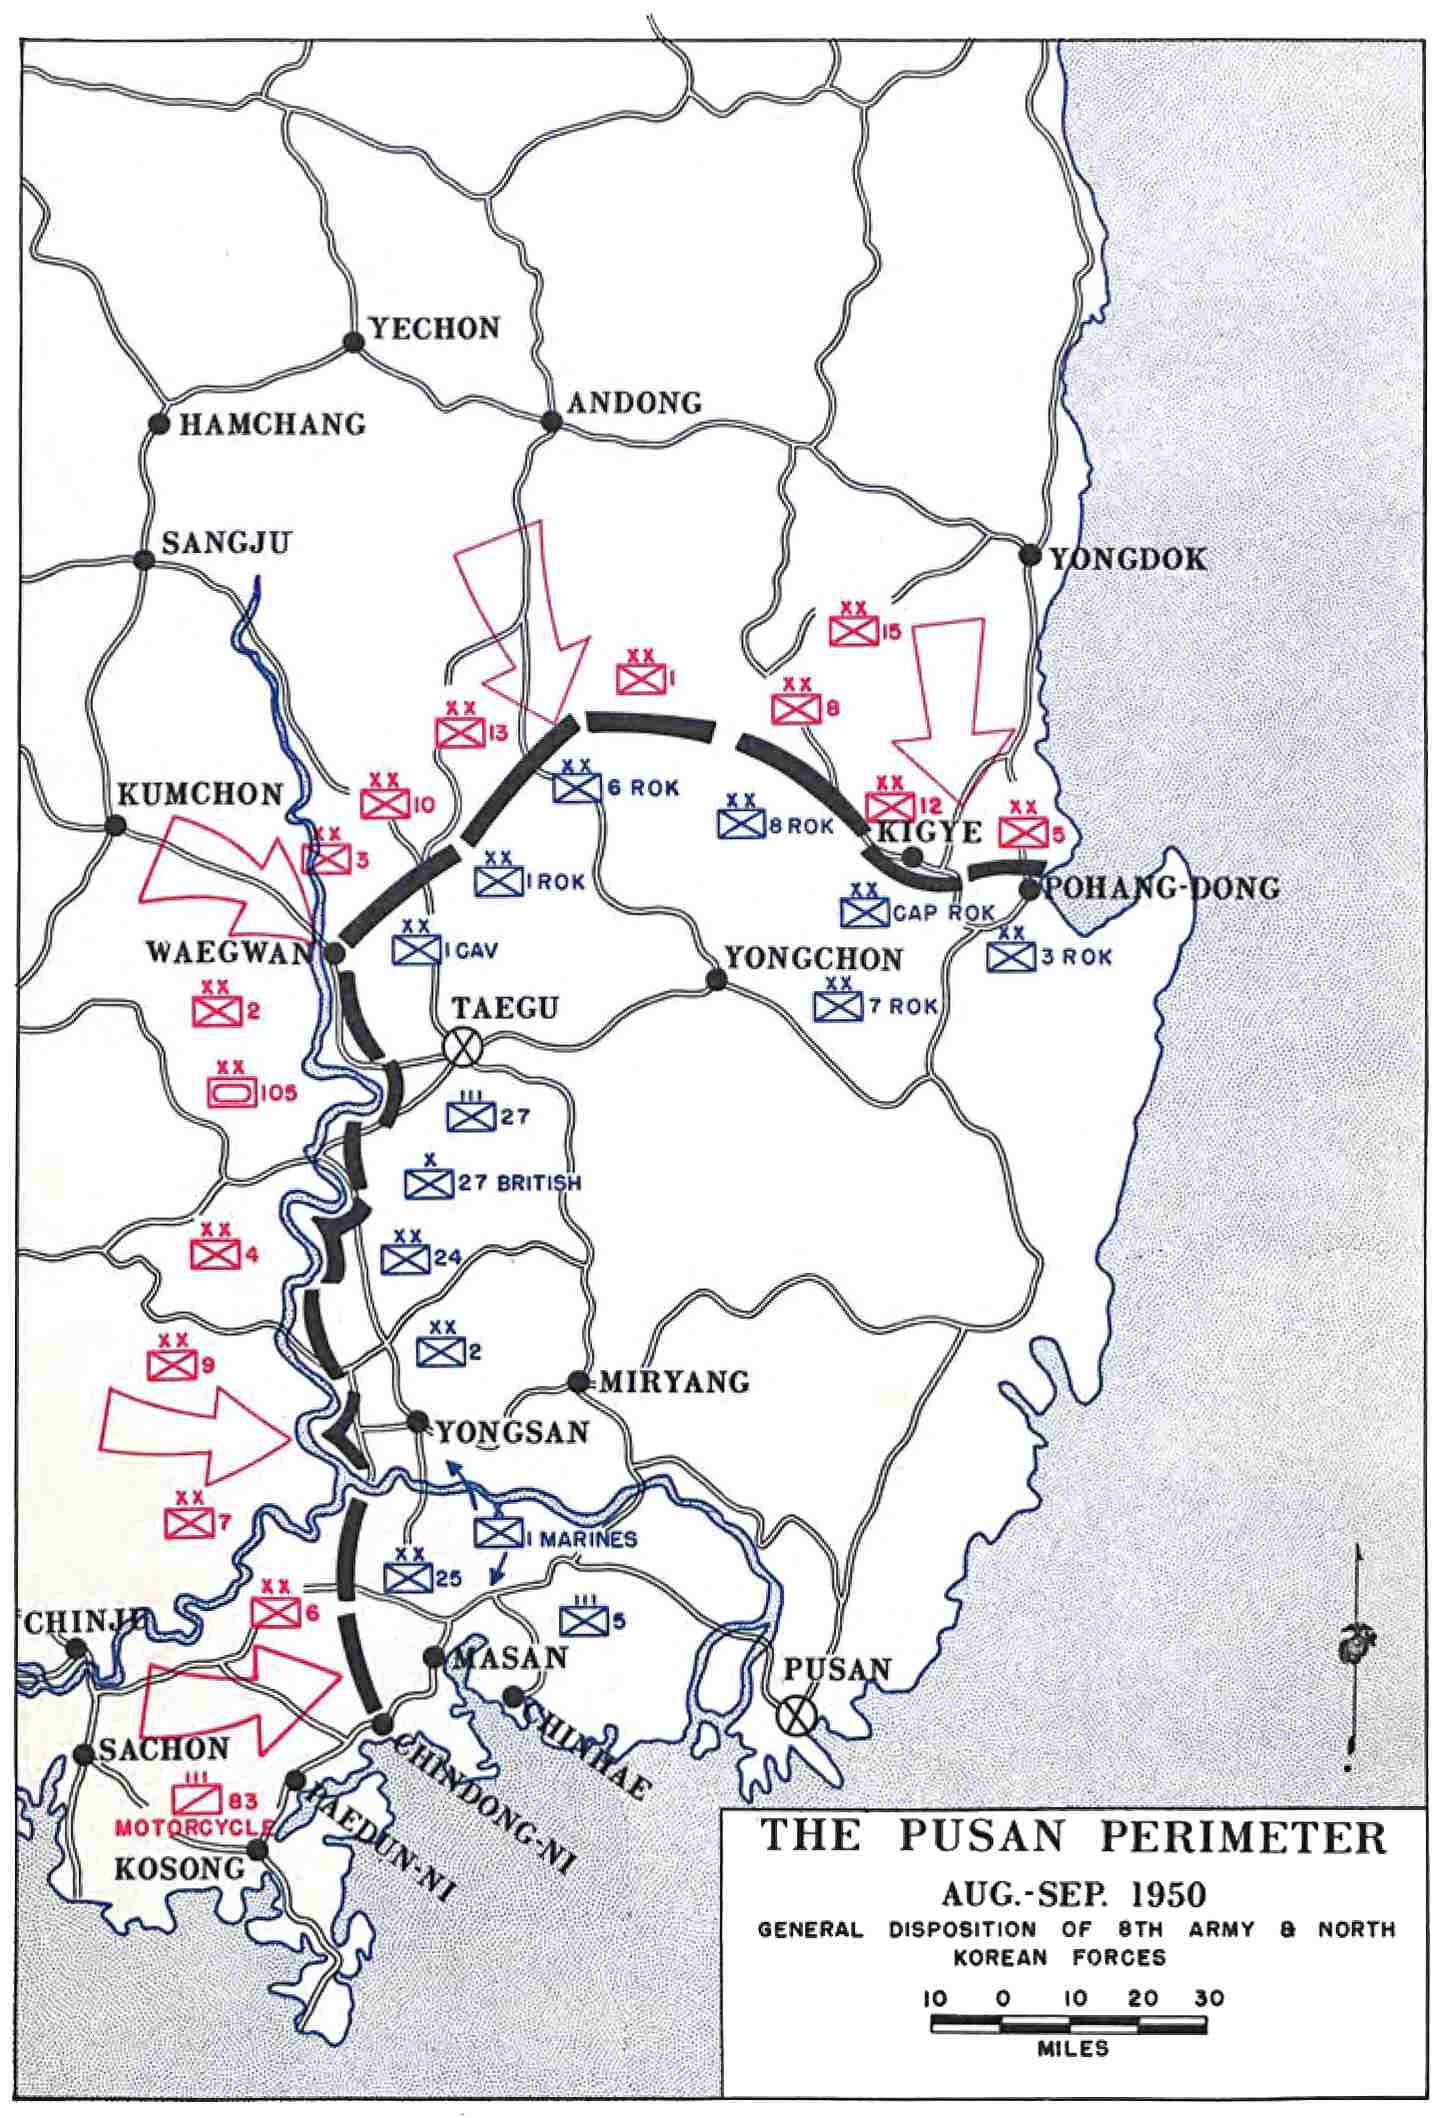 YECHON
ANDONG
HAMCHANG
SANGJU
YONGDOK
XX
15
XX
1
XX
8
XX
13
XX
6 ROK
XX
10
KUMCHON
XX
8 ROK
XX
12
KIGYE
XX
5
XX
3
XX
1 ROK
POHANG-DONG
XX
CAP ROK
WAEGWAN
XX
1 CAV
XX
3 ROK
YONGCHON
XX
7 ROK
XX
2
TAEGU
XX
105
III
27
X
27 BRITISH
XX
4
XX
24
XX
9
XX
2
MIRYANG
YONGSAN
XX
7
1 MARINES
XX
25
XX
6
III
5
CHINJU
MASAN
PUSAN
CHINHAE
SACHON
CHINDONG-NI
III
83
MOTORCYCLE
PAEDUN-NI
KOSONG
THE PUSAN PERIMETER
AUG.-SEP. 1950
GENERAL DISPOSITION OF 8TH ARMY & NORTH
KOREAN FORCES
10 0 10 20 30
MILES